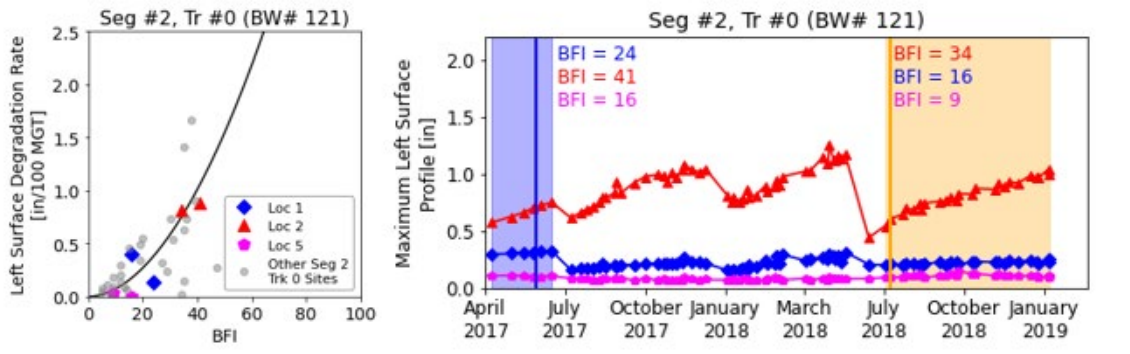 Seg #2, Tr #0 (BW# 121)
Left Surface Degradation Rate
[in/100 MGT]
2.5
2.0
1.5
1.0
0.5
0.0
Loc 1
Loc 2
Loc 5
Other Seg 2
Trk 0 Sites
0 20 40 60 80 100
BFI
Seg #2, Tr #0 (BW# 121)
Maximum Left Surface
Profile [in]
2.0
1.5
1.0
0.5
0.0
BFI = 24
BFI = 41
BFI = 16
BFI = 34
BFI = 16
BFI = 9
April July October January March July October January
2017 2017 2017 2018 2018 2018 2018 2019